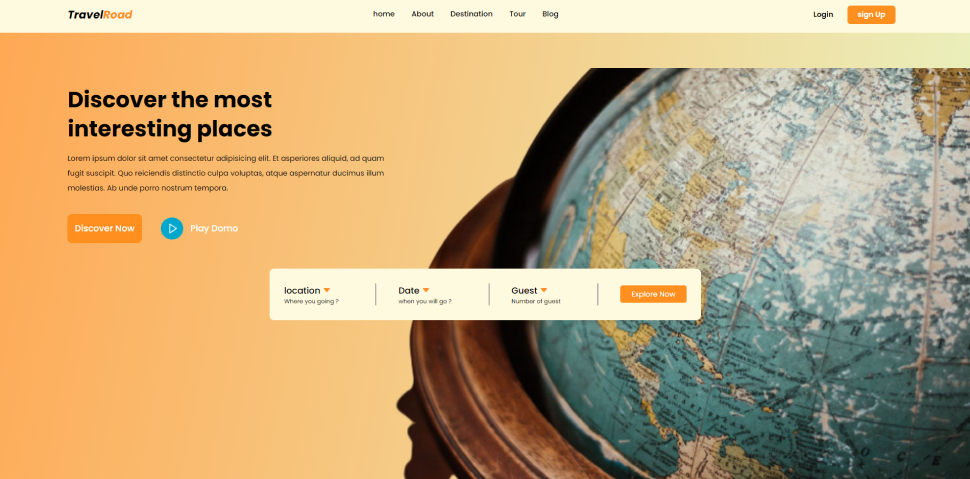 TravelRoad
home About Destination Tour Blog
Login sign Up
Discover the most
interesting places
Lorem ipsum dolor sit amet consectetur adipisicing elit. Et asperiores aliquid, ad quam
fugit suscipit. Quo reiciendis distinctio culpa voluptas, atque aspernatur ducimus illum
molestias. Ab unde porro nostrum tempora.
Discover Now Play Domo
location Date Guest
Where you going ? when you will go ? Number of guest
Explore Now